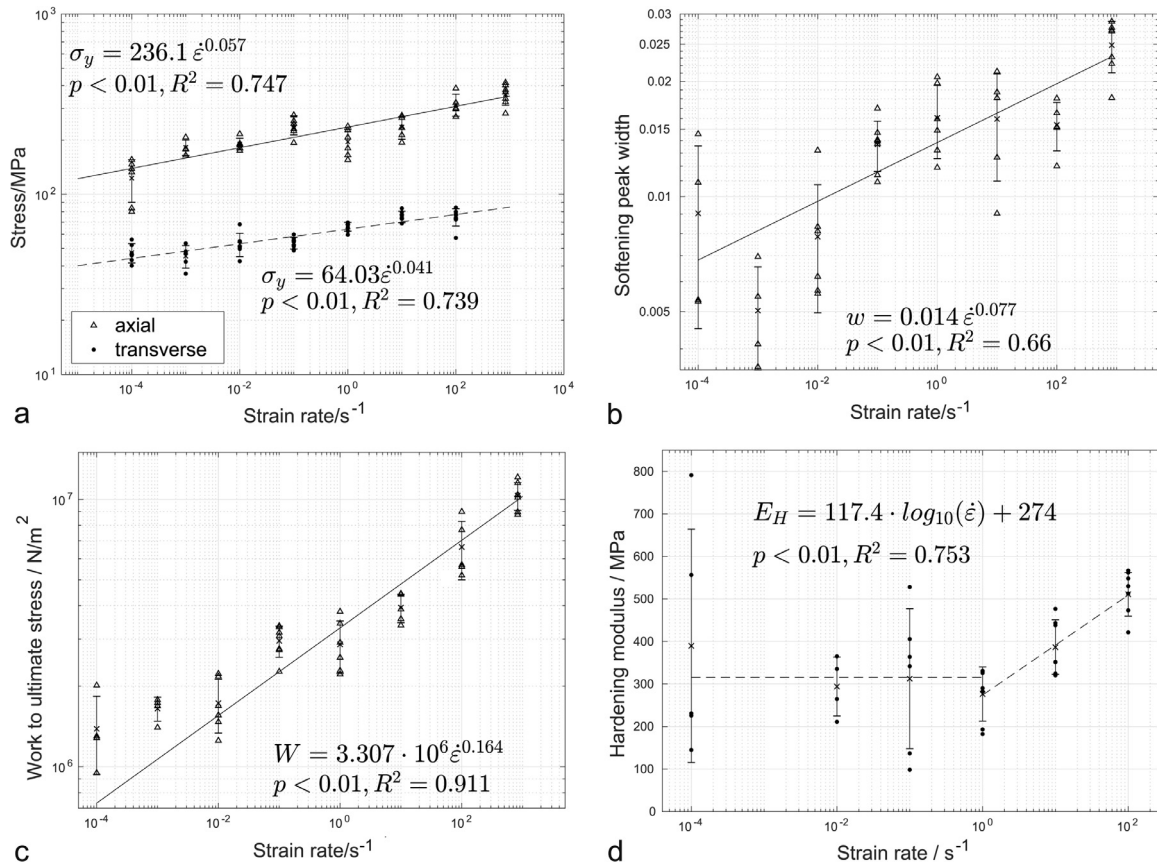 10³
σ_y = 236.1 ε̇^0.057
p < 0.01, R² = 0.747
10²
Stress/MPa
σ_y = 64.03ε̇^0.041
p < 0.01, R² = 0.739
axial
transverse
10¹
10⁻⁴ 10⁻² 10⁰ 10² 10⁴
a
Strain rate/s⁻¹
0.03
0.025
0.02
0.015
0.01
0.005
Softening peak width
w = 0.014 ε̇^0.077
p < 0.01, R² = 0.66
10⁻⁴ 10⁻² 10⁰ 10²
b
Strain rate/s⁻¹
10⁷
10⁶
Work to ultimate stress / N/m²
W = 3.307 · 10⁶ε̇^0.164
p < 0.01, R² = 0.911
10⁻⁴ 10⁻² 10⁰ 10²
c
Strain rate/s⁻¹
800
700
600
500
400
300
200
100
0
Hardening modulus / MPa
E_H = 117.4 · log₁₀(ε̇) + 274
p < 0.01, R² = 0.753
10⁻⁴ 10⁻² 10⁰ 10²
d
Strain rate / s⁻¹